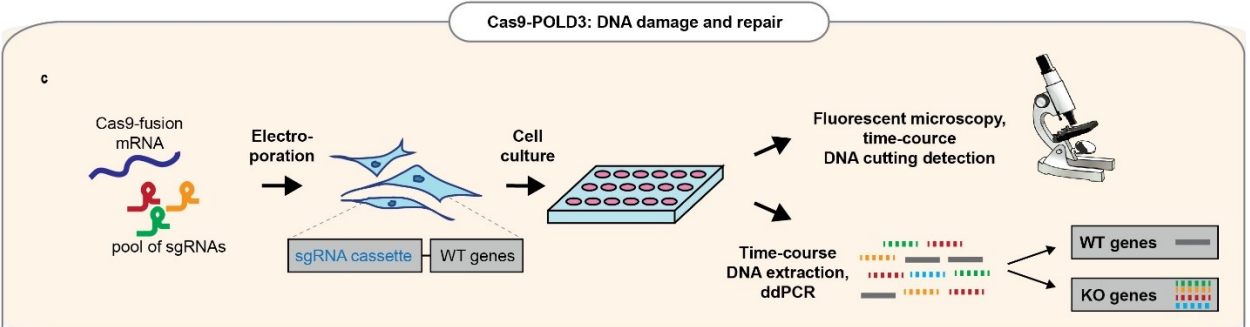 Cas9-POLD3: DNA damage and repair
c
Cas9-fusion
mRNA
pool of sgRNAs
Electro-
poration
sgRNA cassette
WT genes
Cell
culture
Fluorescent microscopy,
time-cource
DNA cutting detection
Time-course
DNA extraction,
ddPCR
WT genes
KO genes